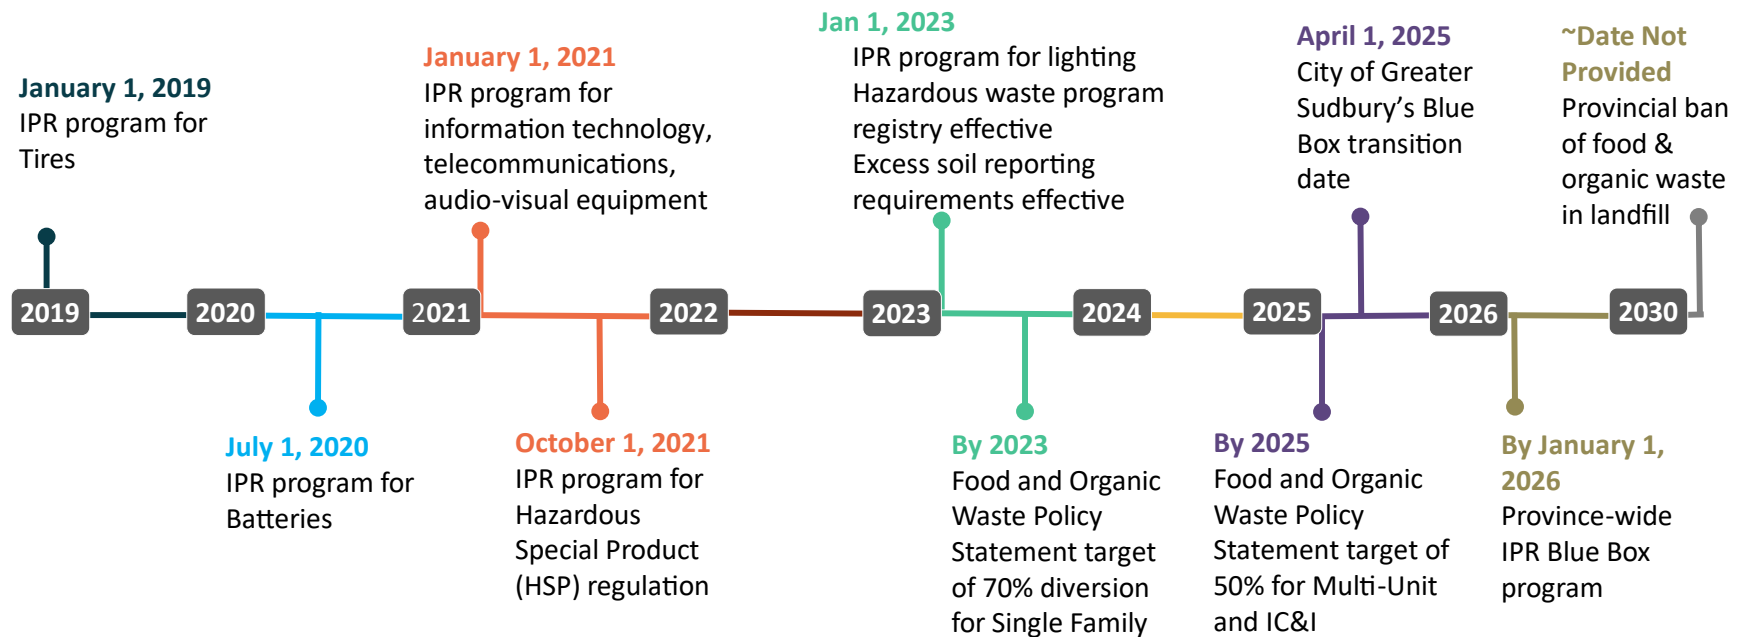 January 1, 2019
IPR program for
Tires
January 1, 2021
IPR program for
information technology,
telecommunications,
audio-visual equipment
Jan 1, 2023
IPR program for lighting
Hazardous waste program
registry effective
Excess soil reporting
requirements effective
April 1, 2025
City of Greater
Sudbury’s Blue
Box transition
date
~Date Not
Provided
Provincial ban
of food &
organic waste
in landfill
2019
2020
2021
2022
2023
2024
2025
2026
2030
July 1, 2020
IPR program for
Batteries
October 1, 2021
IPR program for
Hazardous
Special Product
(HSP) regulation
By 2023
Food and Organic
Waste Policy
Statement target
of 70% diversion
for Single Family
By 2025
Food and Organic
Waste Policy
Statement target of
50% for Multi-Unit
and IC&I
By January 1,
2026
Province-wide
IPR Blue Box
program